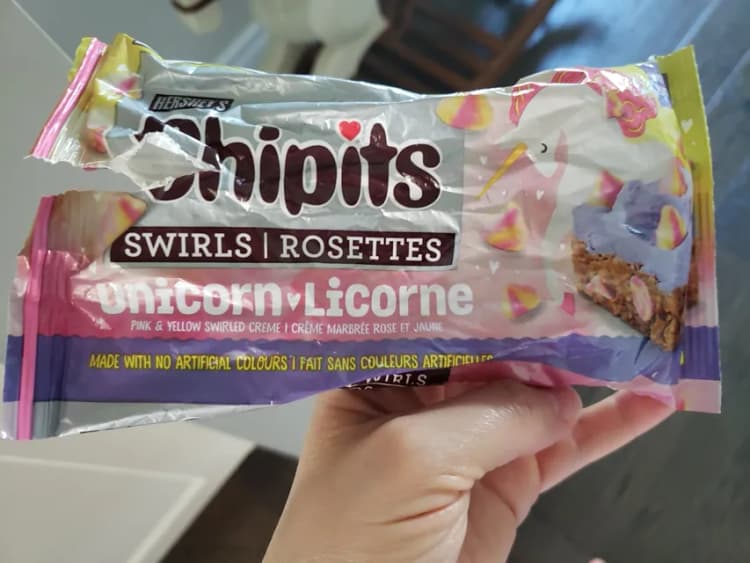 HERSHEY'S
Chipits
SWIRLS | ROSETTES
unicorn ♥ Licorne
PINK & YELLOW SWIRLED CREME | CRÈME MARBRÉE ROSE ET JAUNE
MADE WITH NO ARTIFICIAL COLOURS | FAIT SANS COULEURS ARTIFICIELLES
SWIRLS